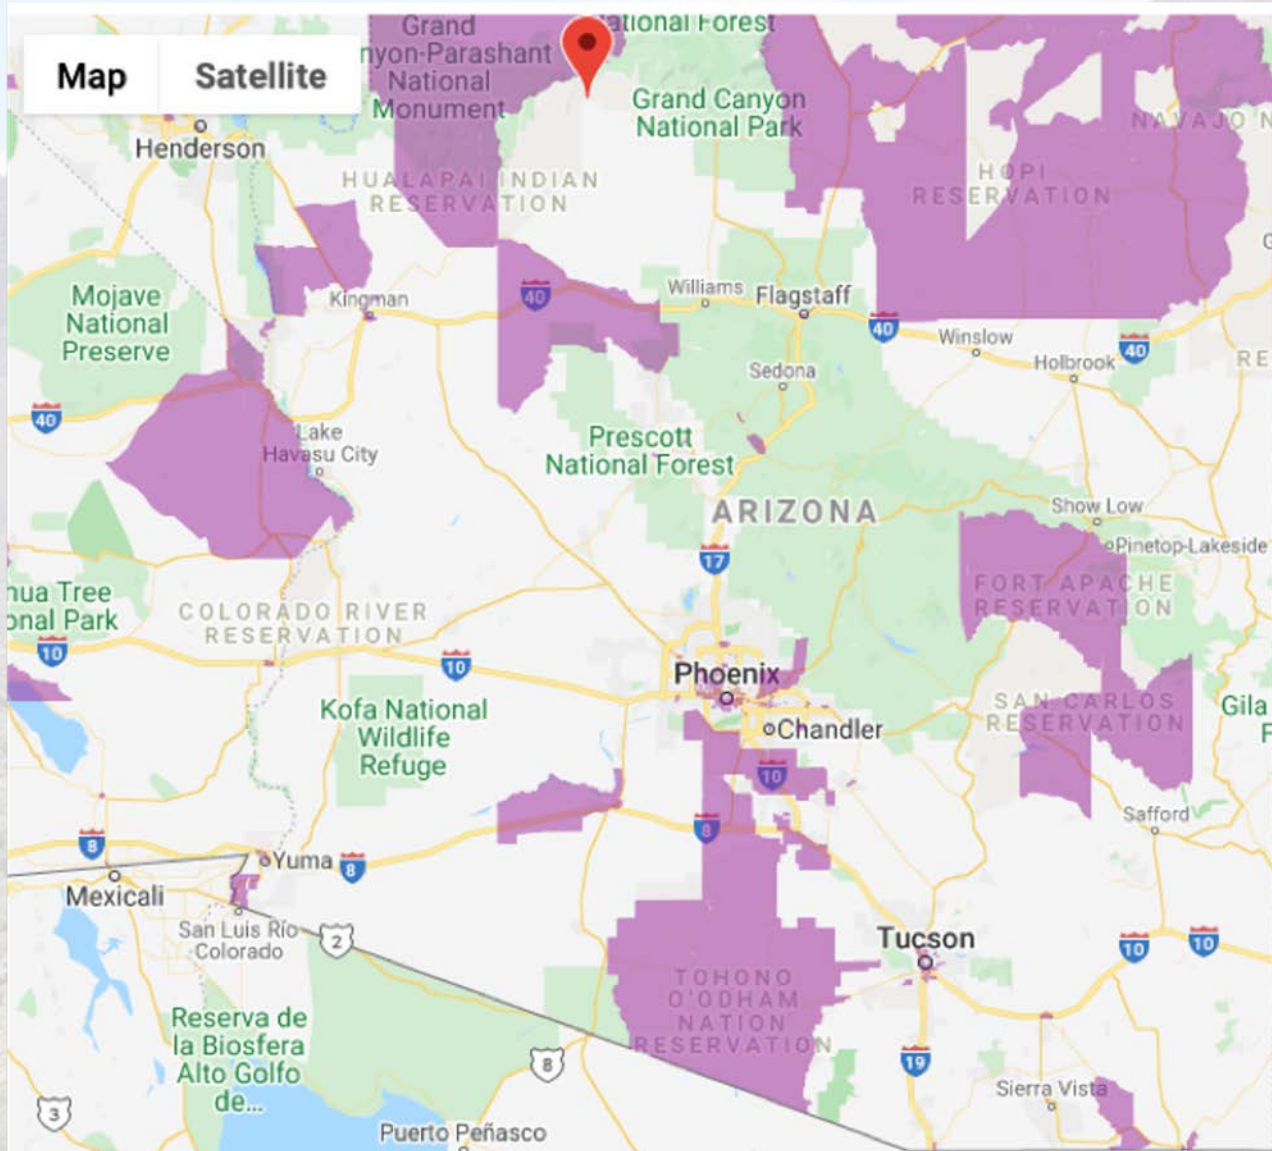 Map
Satellite
Grand
nyon-Parashant
National
Monument
ational Forest
Grand Canyon
National Park
NAVAJO N
Henderson
HUALAPAI INDIAN
RESERVATION
HOPI
RESERVATION
G
Mojave
National
Preserve
Kingman
40
Williams
Flagstaff
40
Winslow
Holbrook
40
RE
Sedona
40
Lake
Havasu City
Prescott
National Forest
ARIZONA
Show Low
Pinetop-Lakeside
17
hua Tree
onal Park
COLORADO RIVER
RESERVATION
FORT APACHE
RESERVATION
10
10
Phoenix
Kofa National
Wildlife
Refuge
SAN CARLOS
RESERVATION
Gila
F
Chandler
10
8
8
Safford
Yuma
8
Mexicali
San Luis Río
Colorado
2
Tucson
10
10
TOHONO
O'ODHAM
NATION
RESERVATION
Reserva de
la Biosfera
Alto Golfo
de...
8
19
Sierra Vista
3
Puerto Peñasco